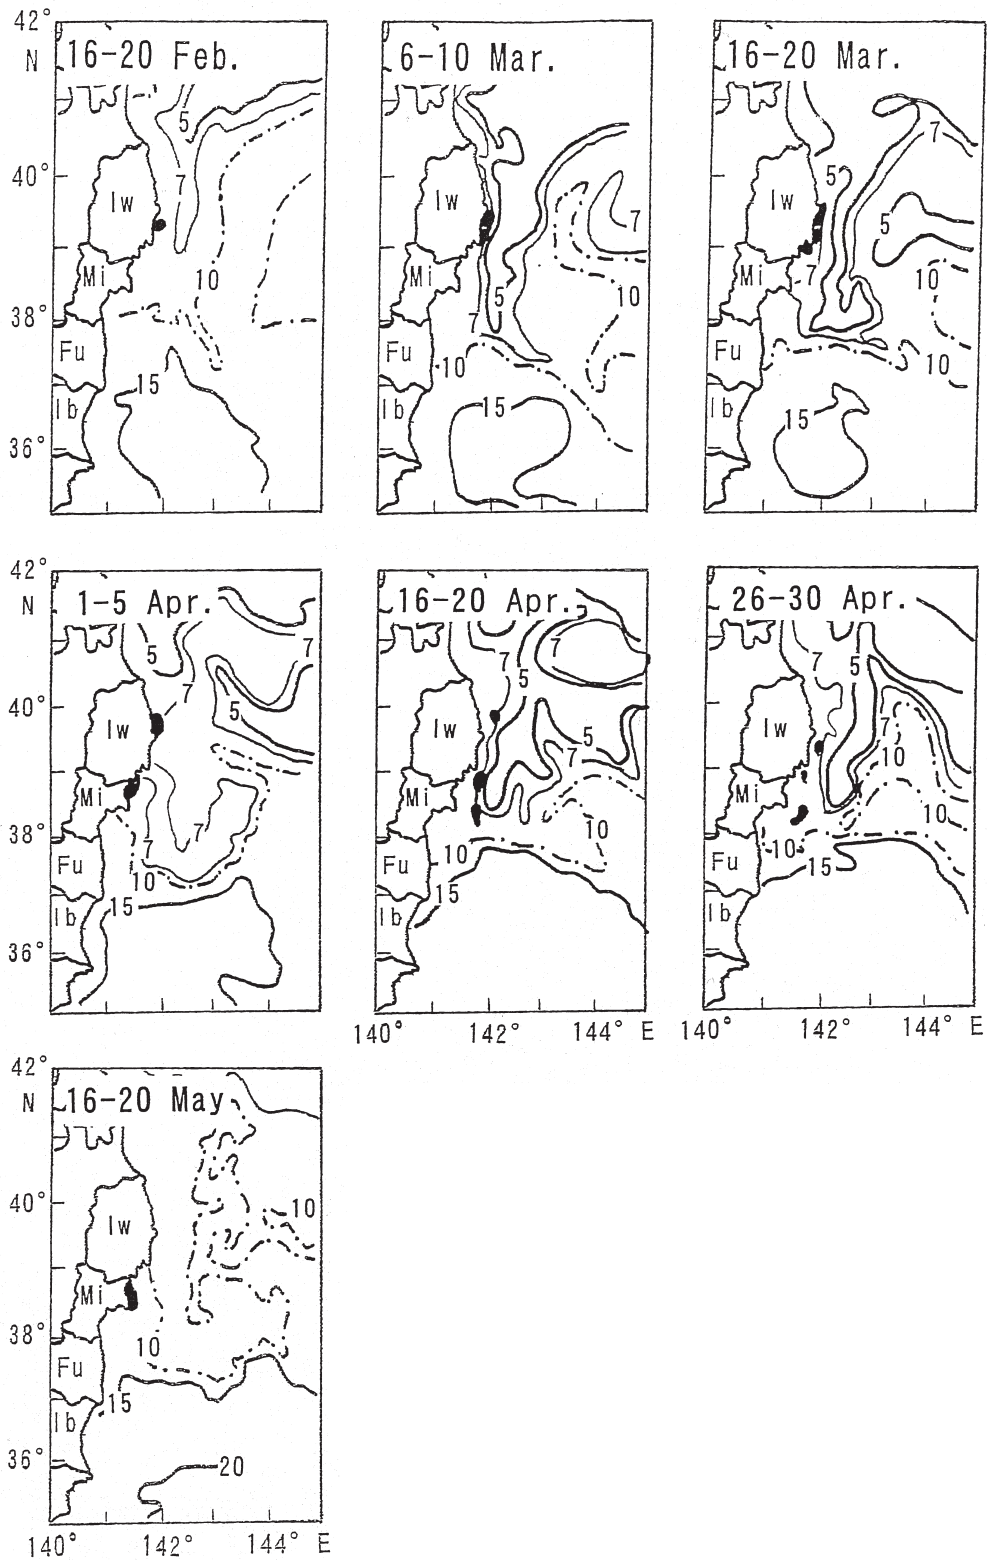 42°
N
16-20 Feb.
6-10 Mar.
16-20 Mar.
5
7
7
40°
Iw
Iw
5
Iw
7
5
Mi
10
Mi
5
10
Mi
7
10
38°
7
Fu
Fu
10
Fu
10
15
Ib
Ib
15
Ib
15
36°
42°
N
1-5 Apr.
16-20 Apr.
26-30 Apr.
5
7
7
7
5
7
5
7
40°
5
Iw
Iw
5
7
Iw
7
10
Mi
Mi
Mi
7
10
10
38°
7
Fu
10
Fu
10
Fu
10
15
15
15
Ib
Ib
Ib
36°
140° 142° 144° E
140° 142° 144° E
42°
N
16-20 May
40°
10
Iw
Mi
38°
10
Fu
15
Ib
36°
20
140° 142° 144° E